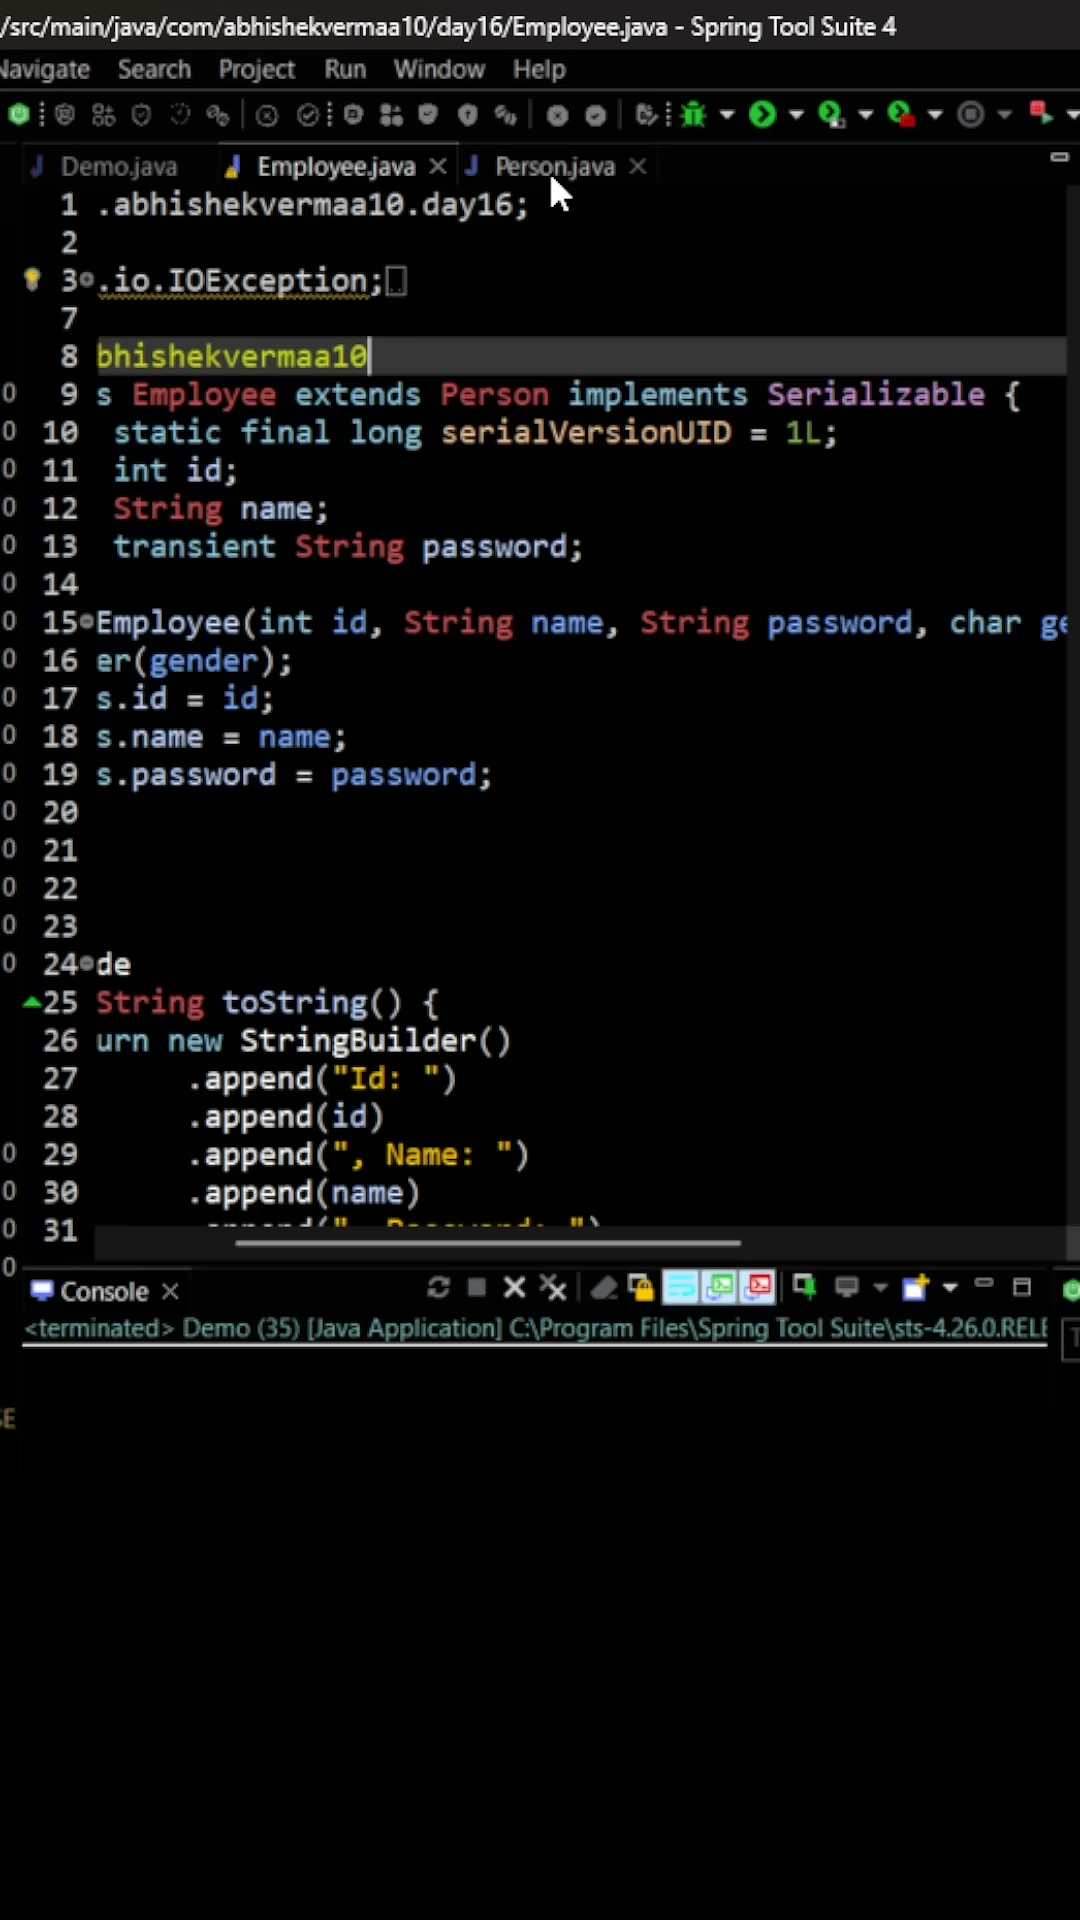 /src/main/java/com/abhishekvermaa10/day16/Employee.java - Spring Tool Suite 4
Navigate Search Project Run Window Help
Demo.java Employee.java Person.java
1 .abhishekvermaa10.day16;
2
3 .io.IOException;
7
8 bhishekvermaa10
9 s Employee extends Person implements Serializable {
10 static final long serialVersionUID = 1L;
11 int id;
12 String name;
13 transient String password;
14
15 Employee(int id, String name, String password, char ge
16 er(gender);
17 s.id = id;
18 s.name = name;
19 s.password = password;
20
21
22
23
24 de
25 String toString() {
26 urn new StringBuilder()
27 .append("Id: ")
28 .append(id)
29 .append(", Name: ")
30 .append(name)
31 .append(", Password: ")
Console
<terminated> Demo (35) [Java Application] C:\Program Files\Spring Tool Suite\sts-4.26.0.RELE